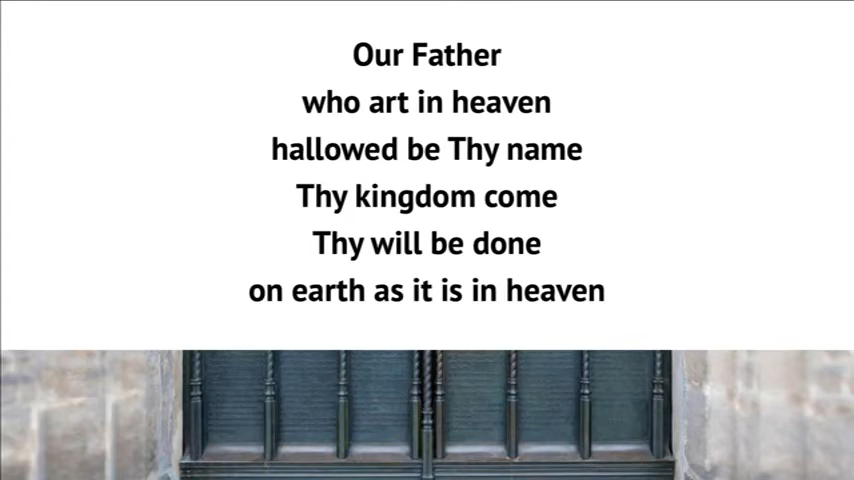 Our Father
who art in heaven
hallowed be Thy name
Thy kingdom come
Thy will be done
on earth as it is in heaven